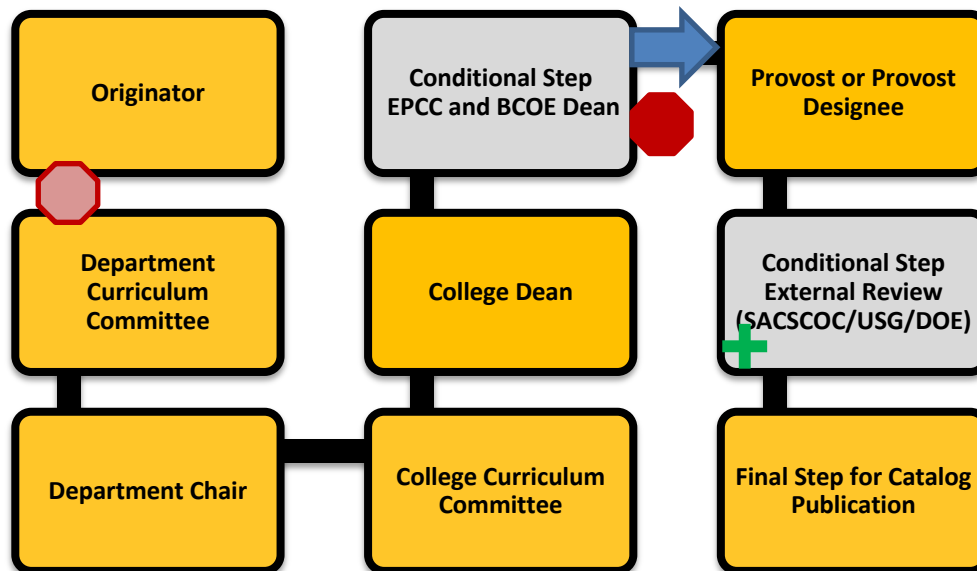 Originator
Department
Curriculum
Committee
Department Chair
College Curriculum
Committee
College Dean
Conditional Step
EPCC and BCOE Dean
Provost or Provost
Designee
Conditional Step
External Review
(SACSCOC/USG/DOE)
Final Step for Catalog
Publication